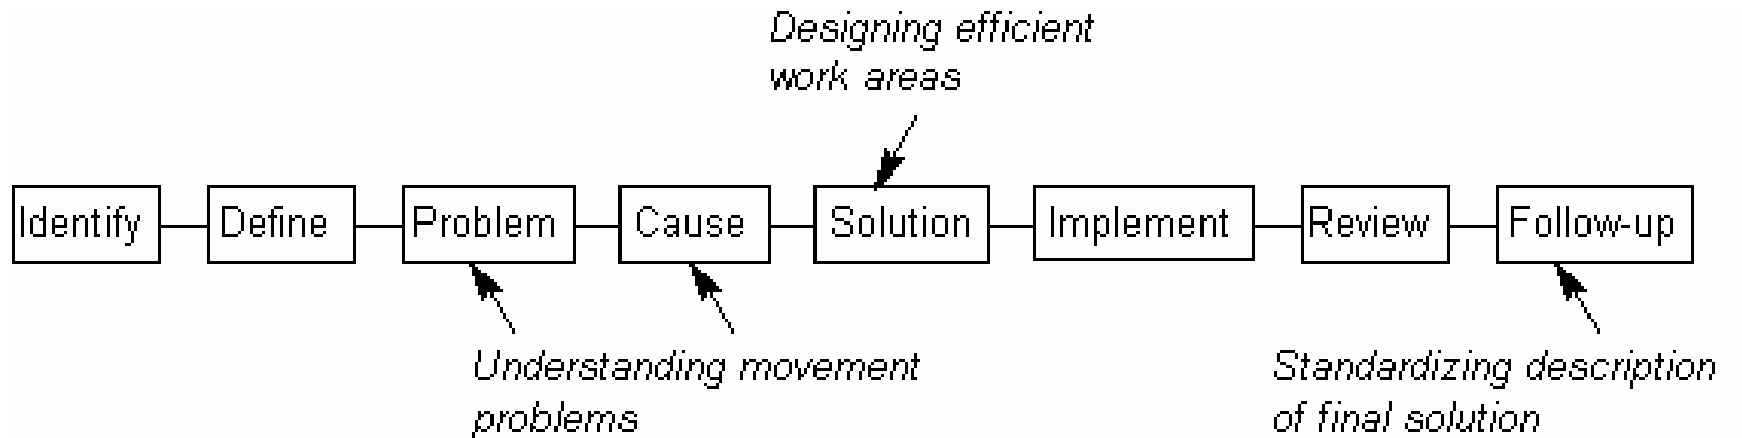 Designing efficient
work areas
Identify
Define
Problem
Cause
Solution
Implement
Review
Follow-up
Understanding movement
problems
Standardizing description
of final solution